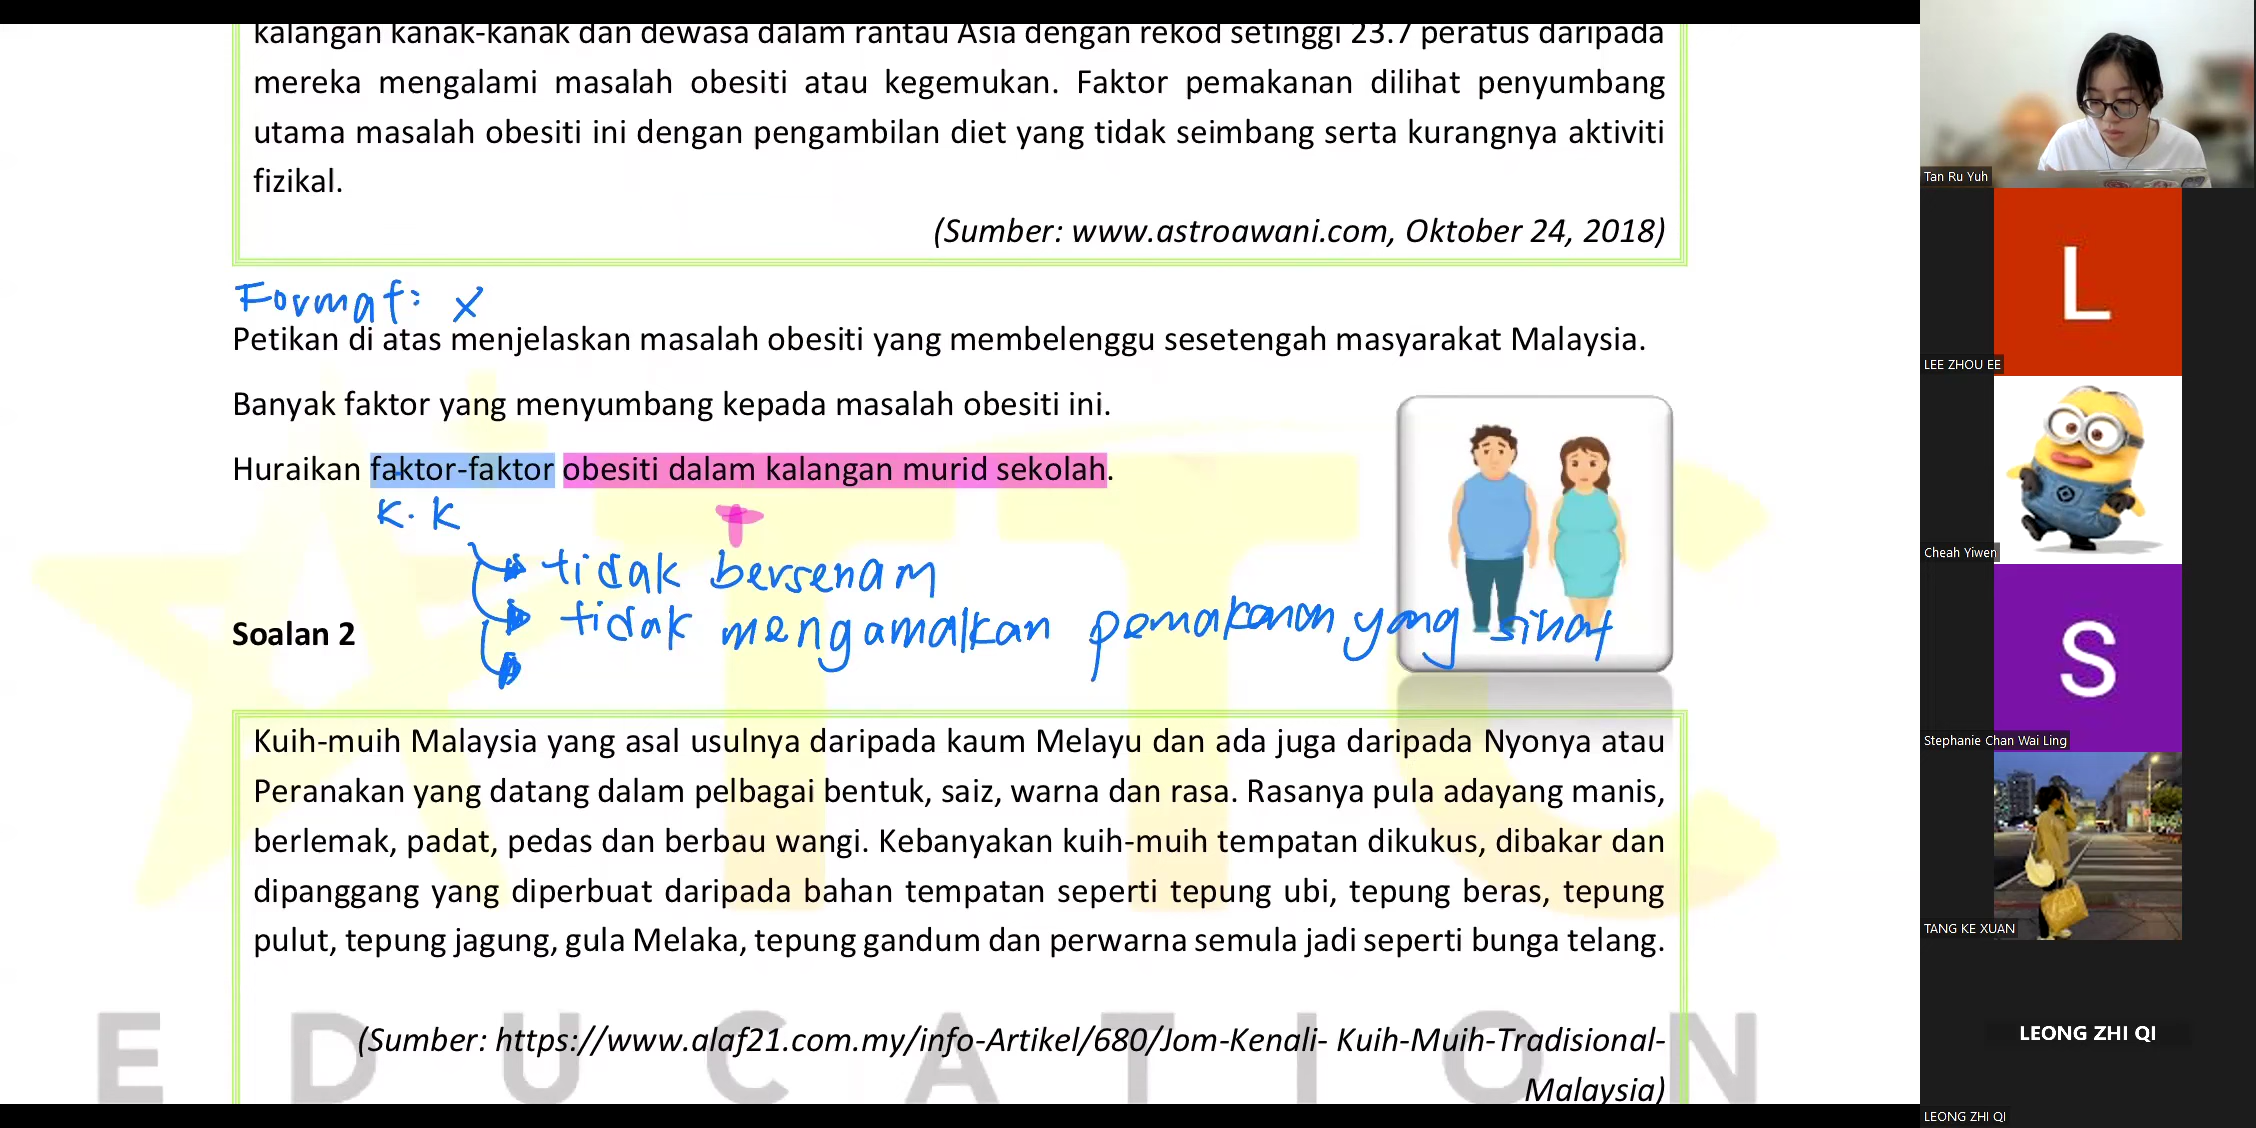 kalangan kanak-kanak dan dewasa dalam rantau Asia dengan rekod setinggi 23.7 peratus daripada
mereka mengalami masalah obesiti atau kegemukan. Faktor pemakanan dilihat penyumbang
utama masalah obesiti ini dengan pengambilan diet yang tidak seimbang serta kurangnya aktiviti
fizikal.
(Sumber: www.astroawani.com, Oktober 24, 2018)
Format: x
Petikan di atas menjelaskan masalah obesiti yang membelenggu sesetengah masyarakat Malaysia.
Banyak faktor yang menyumbang kepada masalah obesiti ini.
Huraikan faktor-faktor obesiti dalam kalangan murid sekolah.
K.K
T
tidak bersenam
tidak mengamalkan pemakanan yang sihat
Soalan 2
Kuih-muih Malaysia yang asal usulnya daripada kaum Melayu dan ada juga daripada Nyonya atau
Peranakan yang datang dalam pelbagai bentuk, saiz, warna dan rasa. Rasanya pula adayang manis,
berlemak, padat, pedas dan berbau wangi. Kebanyakan kuih-muih tempatan dikukus, dibakar dan
dipanggang yang diperbuat daripada bahan tempatan seperti tepung ubi, tepung beras, tepung
pulut, tepung jagung, gula Melaka, tepung gandum dan perwarna semula jadi seperti bunga telang.
(Sumber: https://www.alaf21.com.my/info-Artikel/680/Jom-Kenali- Kuih-Muih-Tradisional-
Malaysia)
TTC
EDUCATION
Tan Ru Yuh
L
LEE ZHOU EE
Cheah Yiwen
S
Stephanie Chan Wai Ling
TANG KE XUAN
LEONG ZHI QI
LEONG ZHI QI